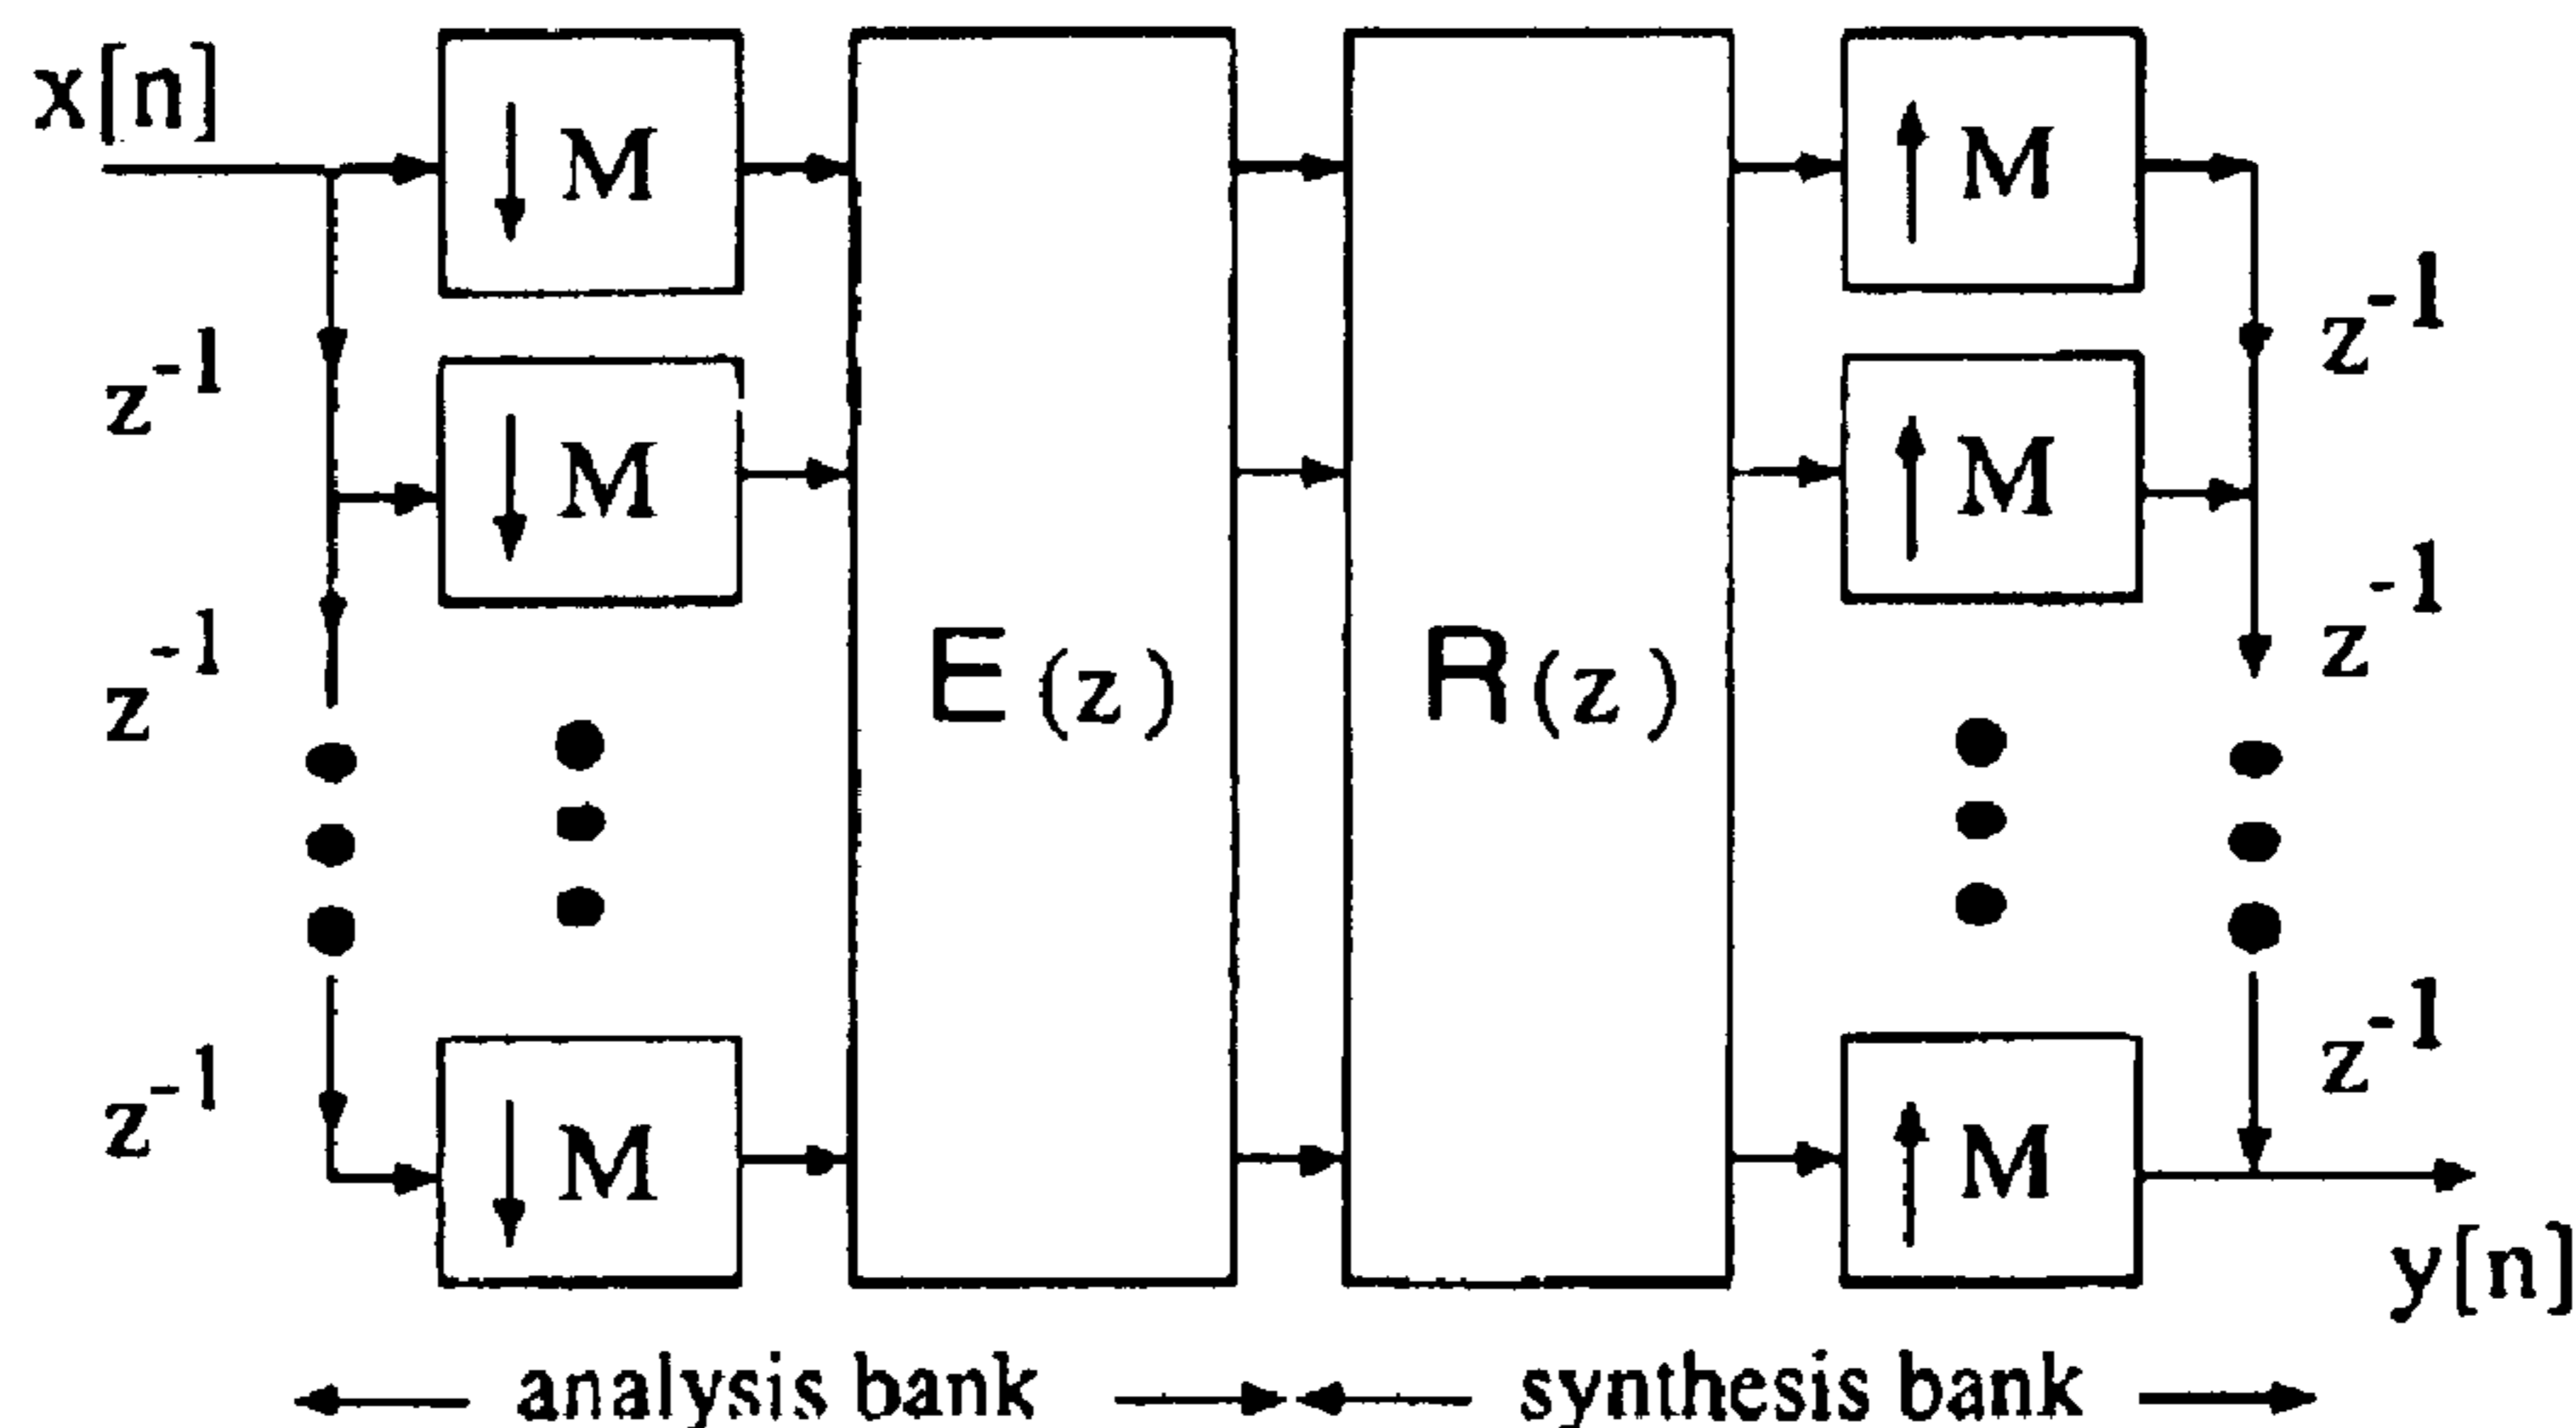 x[n]
↓ M
↑ M
z^-1
z^-1
↓ M
↑ M
z^-1
z^-1
E(z)
R(z)
z^-1
z^-1
↓ M
↑ M
y[n]
analysis bank
synthesis bank